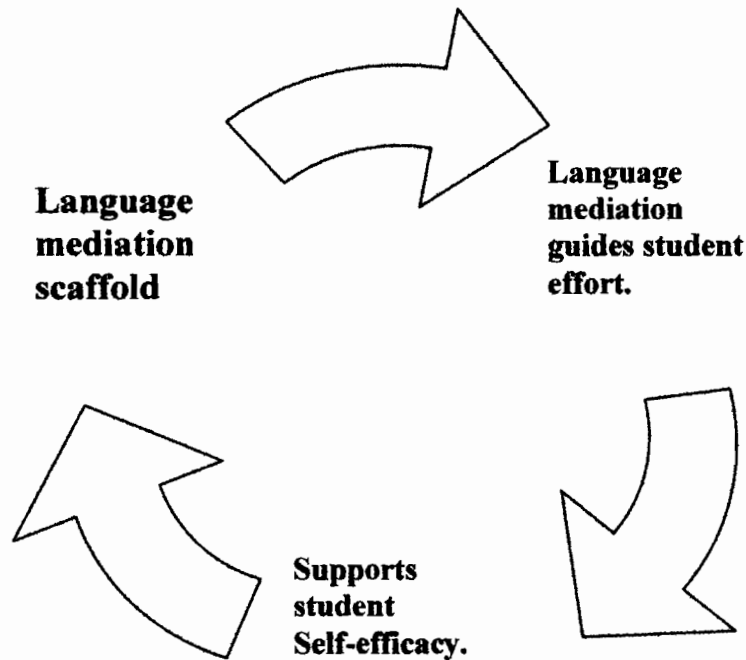 Language
mediation
scaffold
Language
mediation
guides student
effort.
Supports
student
Self-efficacy.